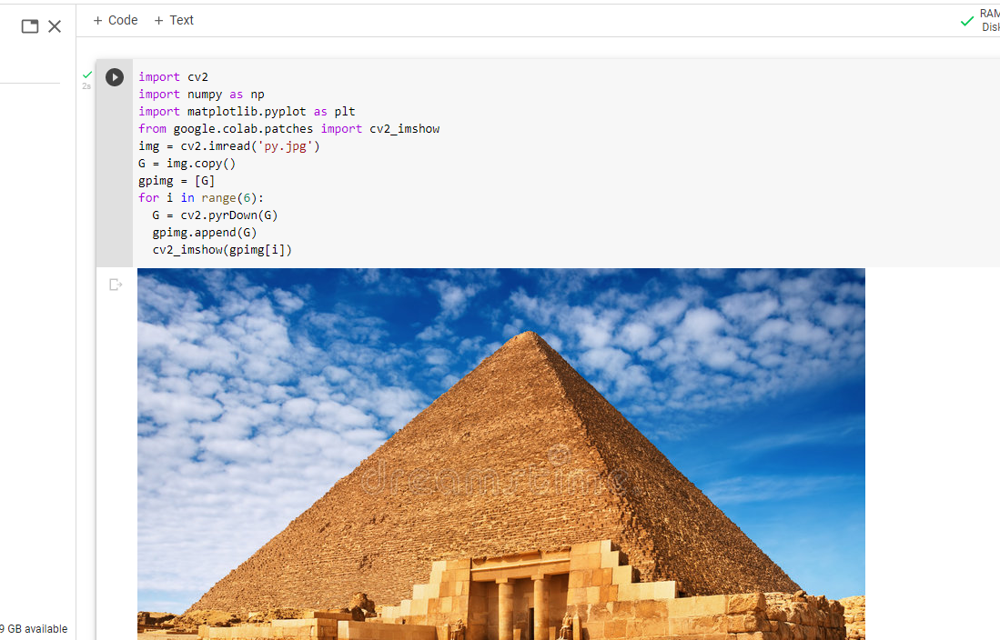 + Code + Text
RAM
Disk
2s
import cv2
import numpy as np
import matplotlib.pyplot as plt
from google.colab.patches import cv2_imshow
img = cv2.imread('py.jpg')
G = img.copy()
gpimg = [G]
for i in range(6):
  G = cv2.pyrDown(G)
  gpimg.append(G)
  cv2_imshow(gpimg[i])
dreamstime
9 GB available